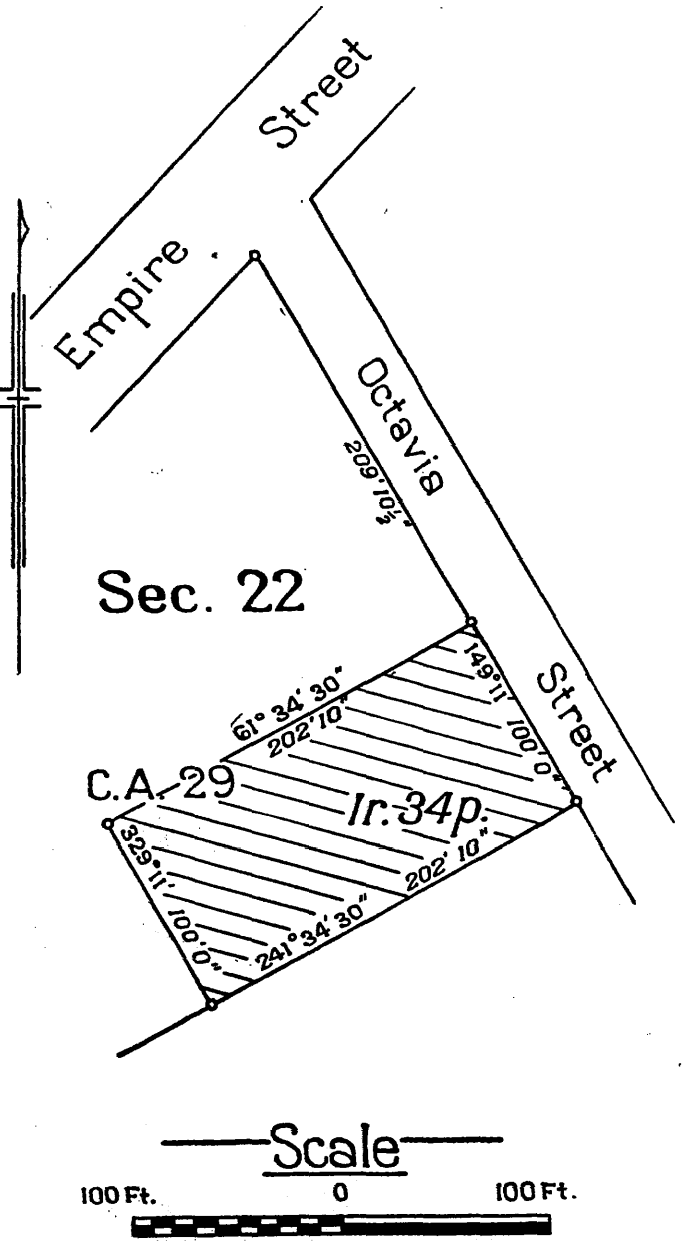 Street
Empire
Octavia
209' 10½"
Sec. 22
61° 34' 30"
202' 10"
149° 11'
100' 0"
Street
C.A. 29
1r. 34p.
329° 11'
100' 0"
202' 10"
241° 34' 30"
Scale
100 Ft. 0 100 Ft.